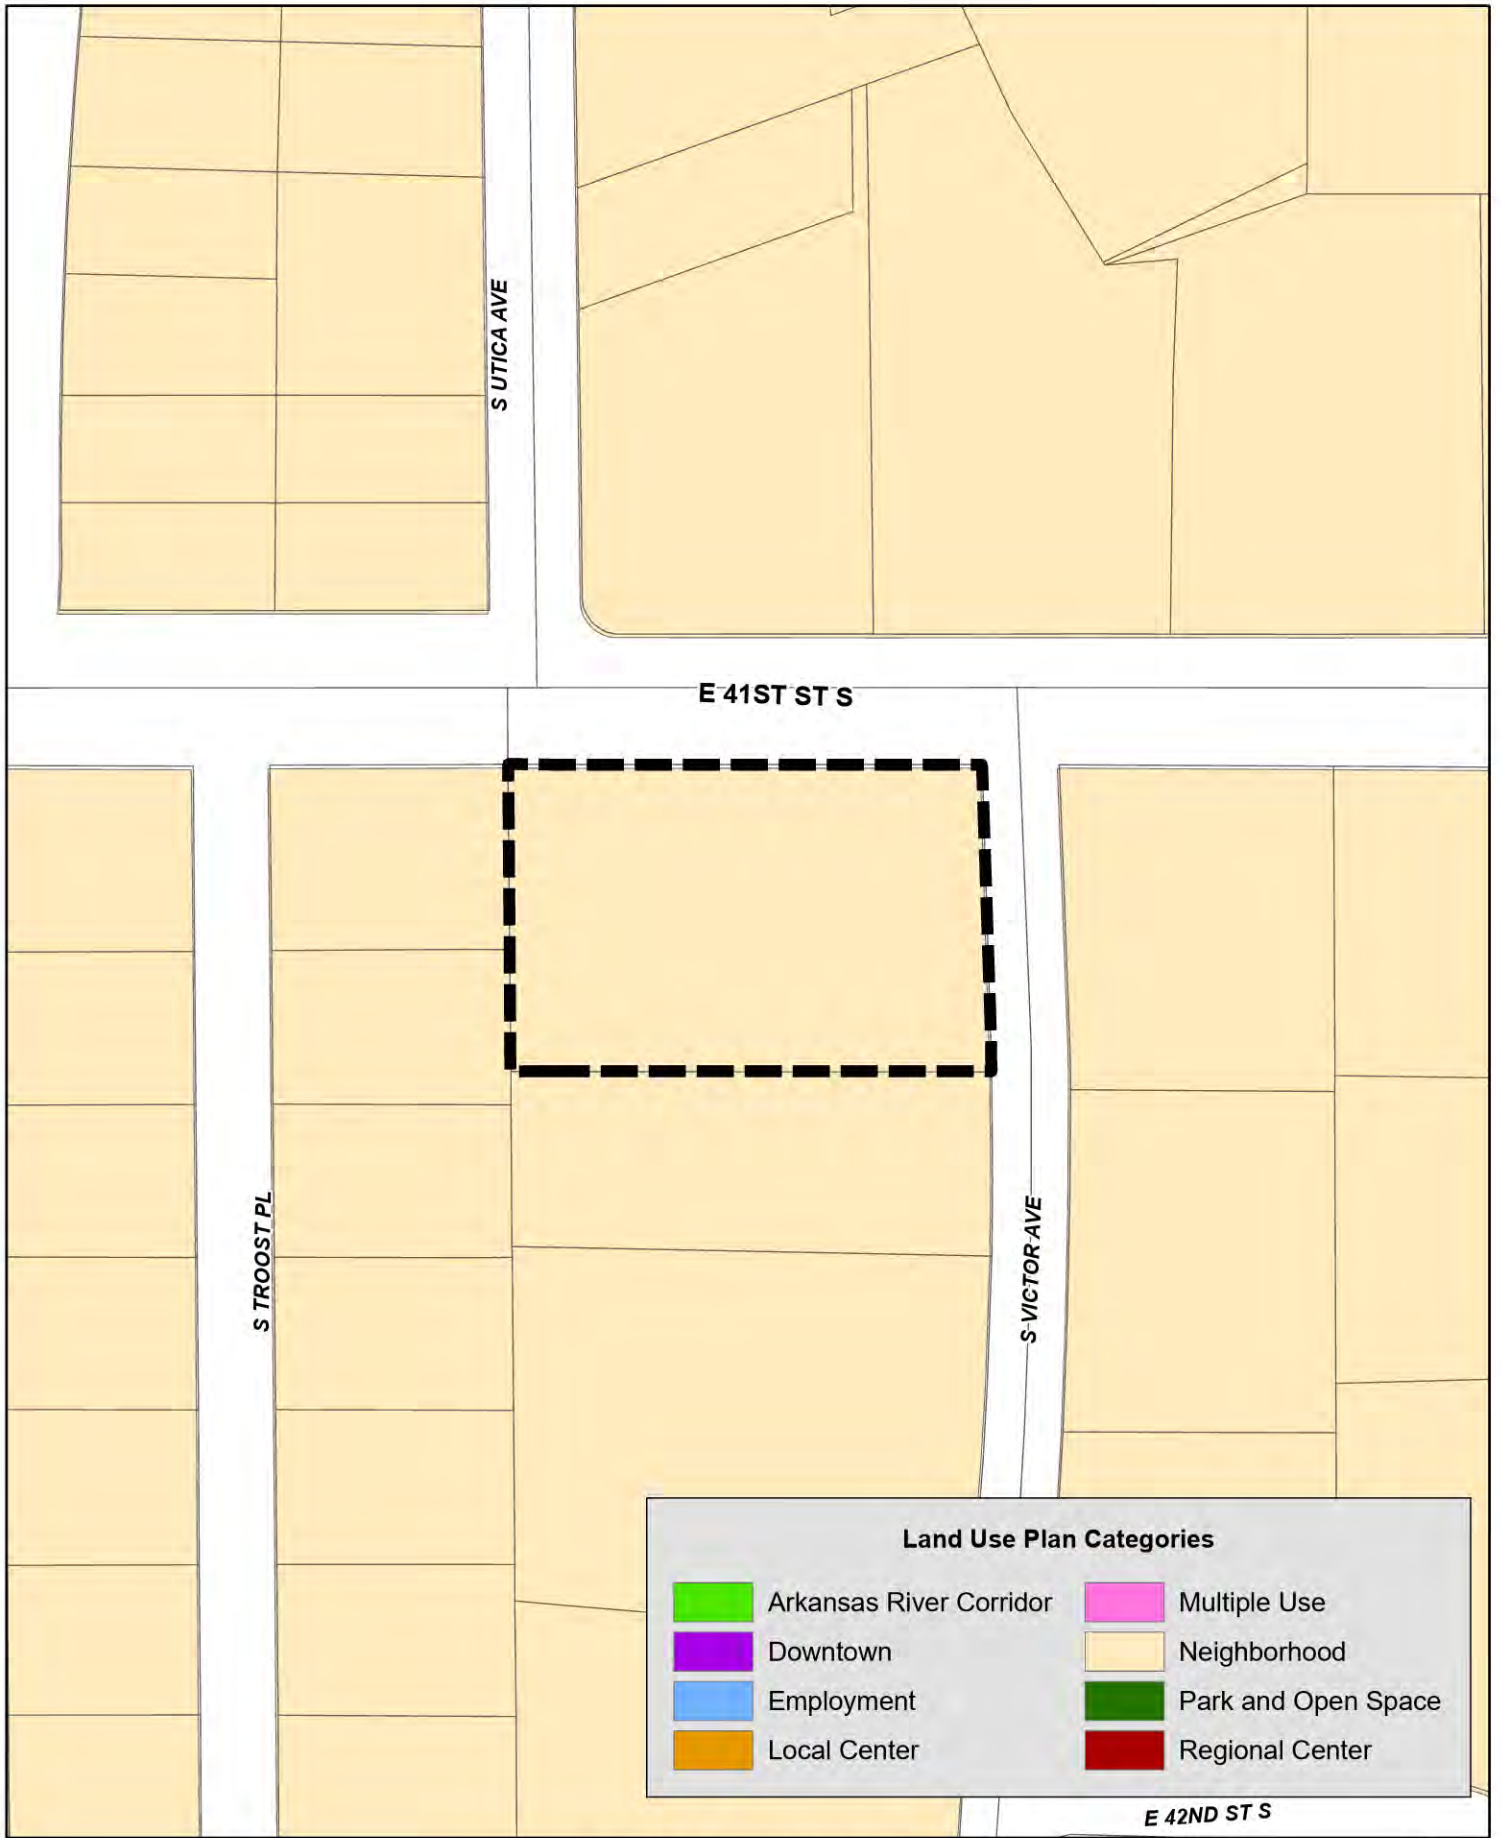 S UTICA AVE
E 41ST ST S
S TROOST PL
S VICTOR AVE
Land Use Plan Categories
Arkansas River Corridor
Downtown
Employment
Local Center
Multiple Use
Neighborhood
Park and Open Space
Regional Center
E 42ND ST S